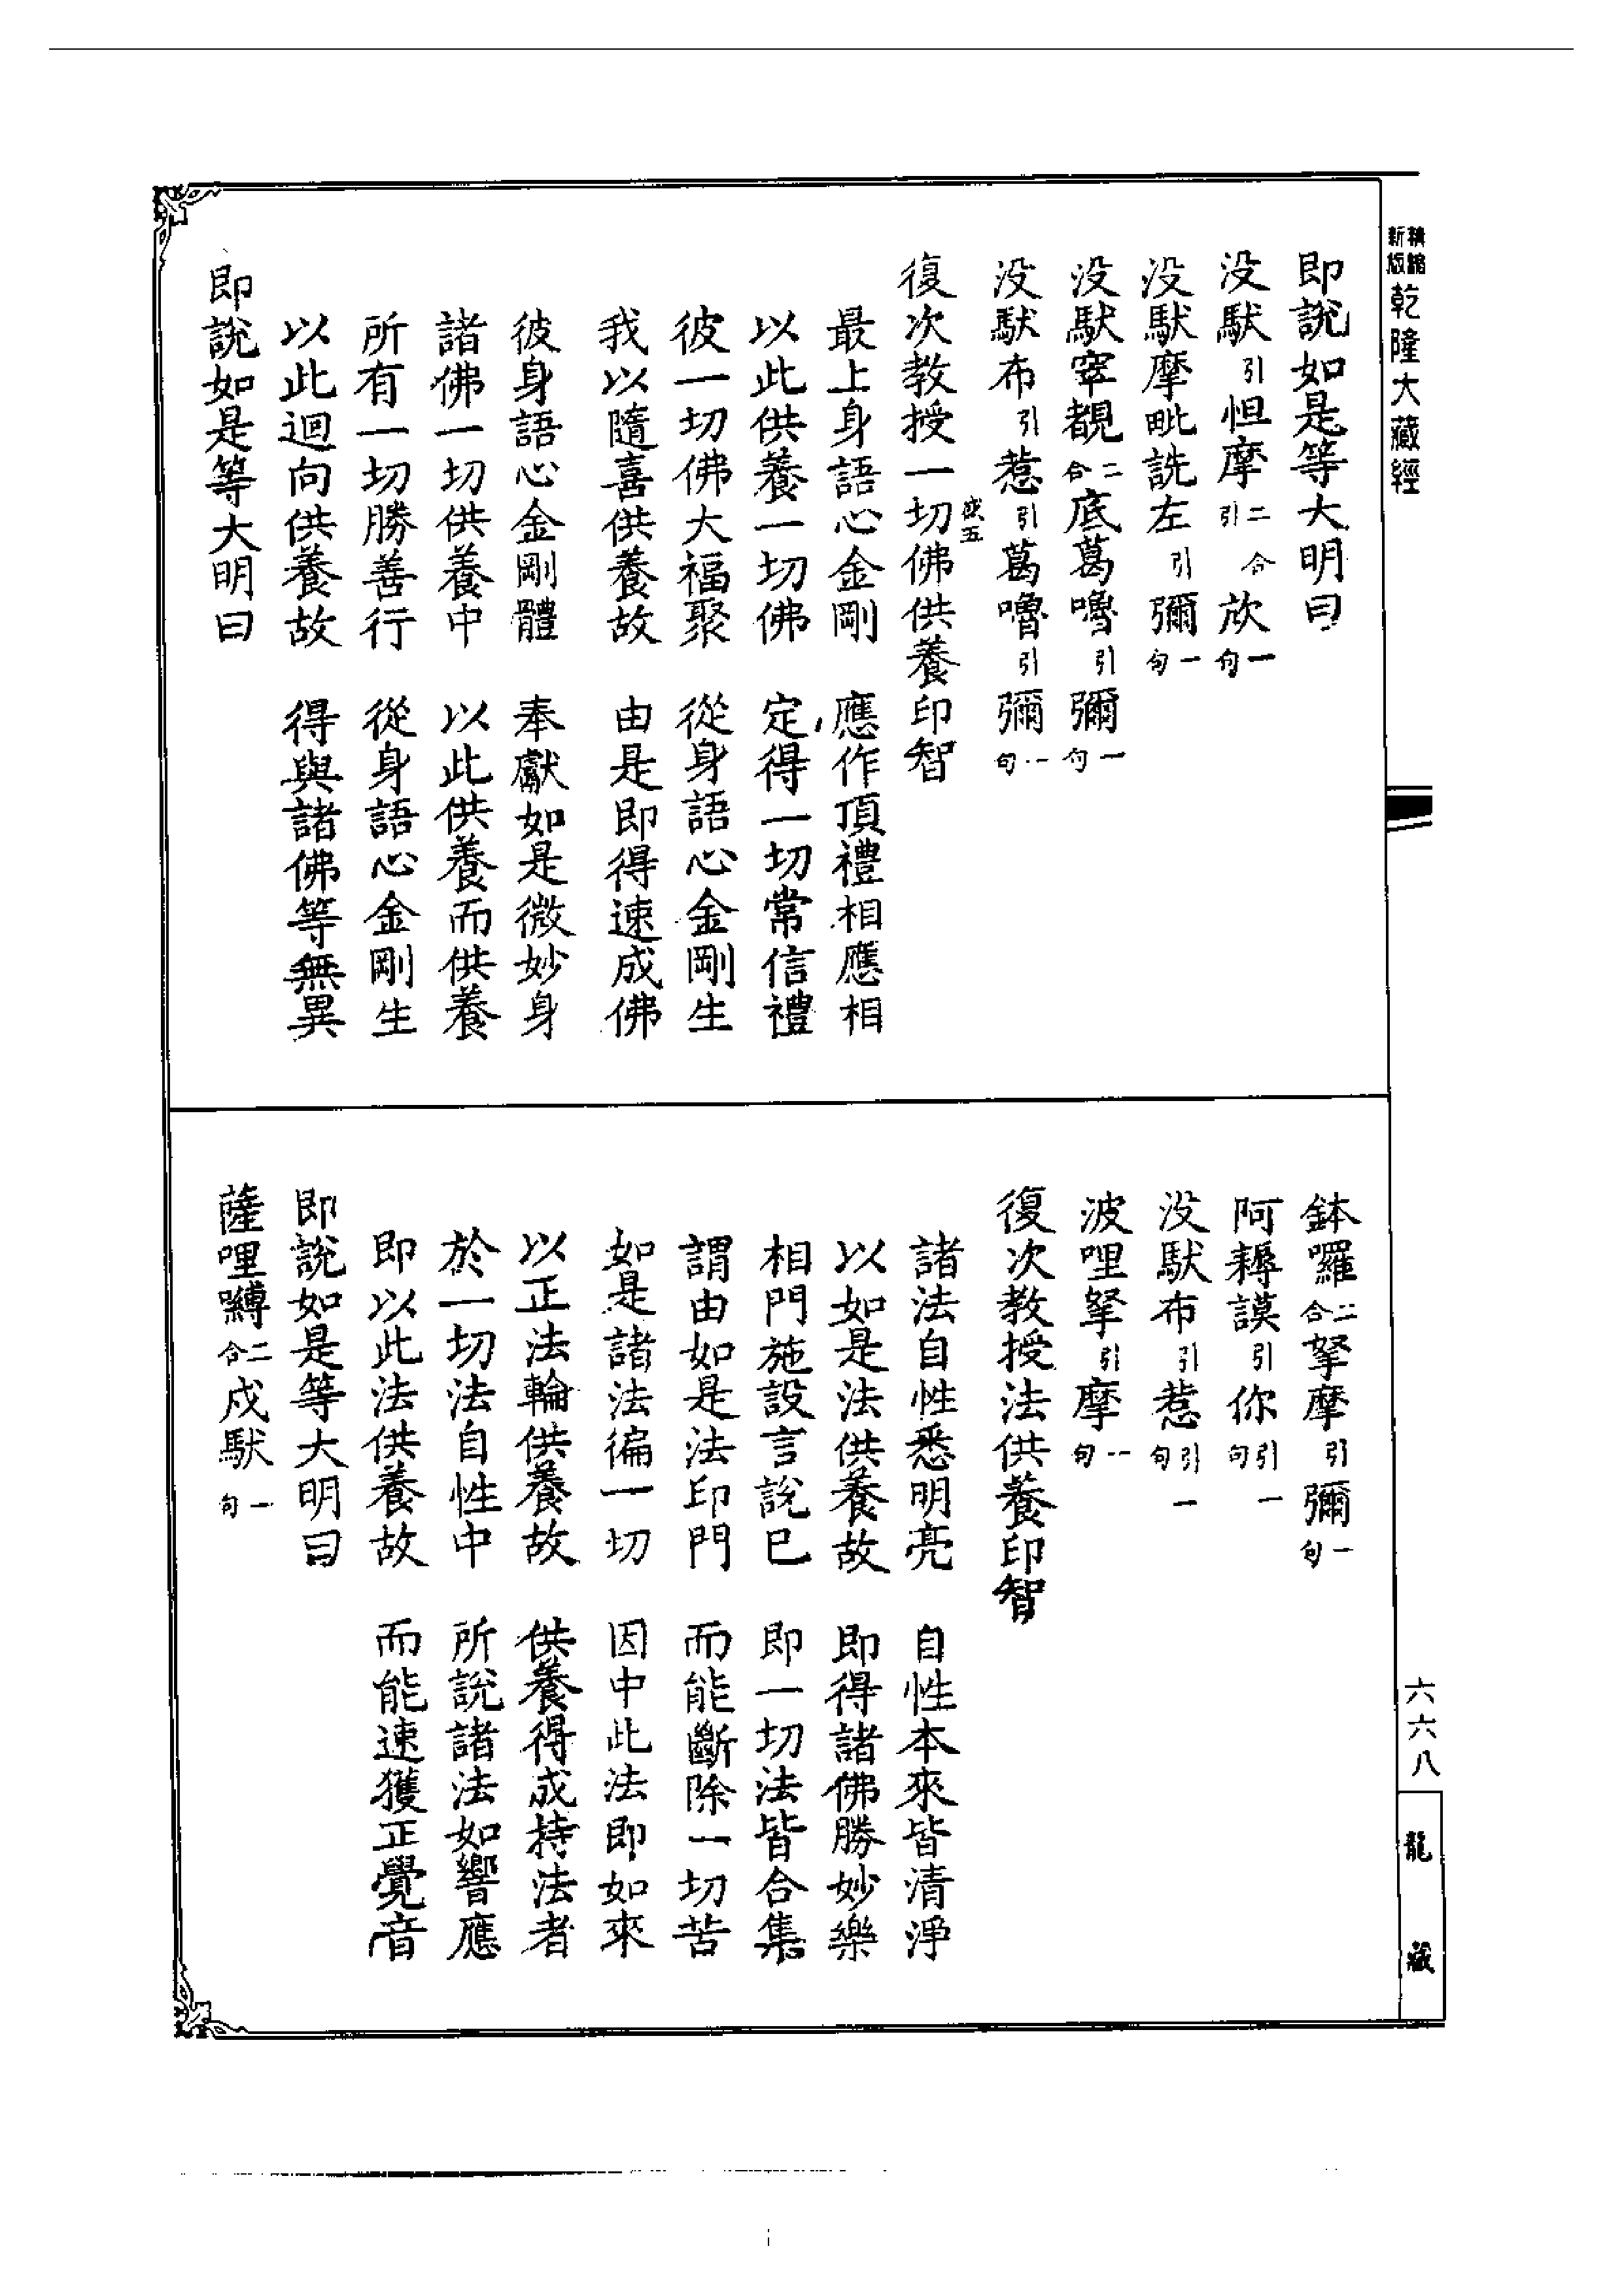 新版精縮乾隆大藏經
即說如是等大明曰
没馱引怛摩二合引㰦一句
没馱摩毗詵左引彌一句
没馱窣覩二合底葛嚕引彌一句
没馱布引惹引葛嚕引彌一句
復次教授一切佛供養印智
最上身語心金剛　應作頂禮相應相
以此供養一切佛　定得一切常信禮
彼一切佛大福聚　從身語心金剛生
我以隨喜供養故　由是即得速成佛
彼身語心金剛體　奉獻如是微妙身
諸佛一切供養中　以此供養而供養
所有一切勝善行　從身語心金剛生
以此迴向供養故　得與諸佛等無異
即說如是等大明曰
鉢囉二合拏摩引彌一句
阿耨謨引你引一句
没馱布引惹引一句
波哩拏引摩一句
復次教授法供養印智
諸法自性悉明亮　自性本來皆清淨
以如是法供養故　即得諸佛勝妙樂
相門施設言說已　即一切法皆合集
謂由如是法印門　而能斷除一切苦
如是諸法徧一切　因中此法即如來
以正法輪供養故　供養得成持法者
於一切法自性中　所說諸法如響應
即以此法供養故　而能速獲正覺音
即說如是等大明曰
薩哩嚩二合戍馱一句
六六八
龍藏